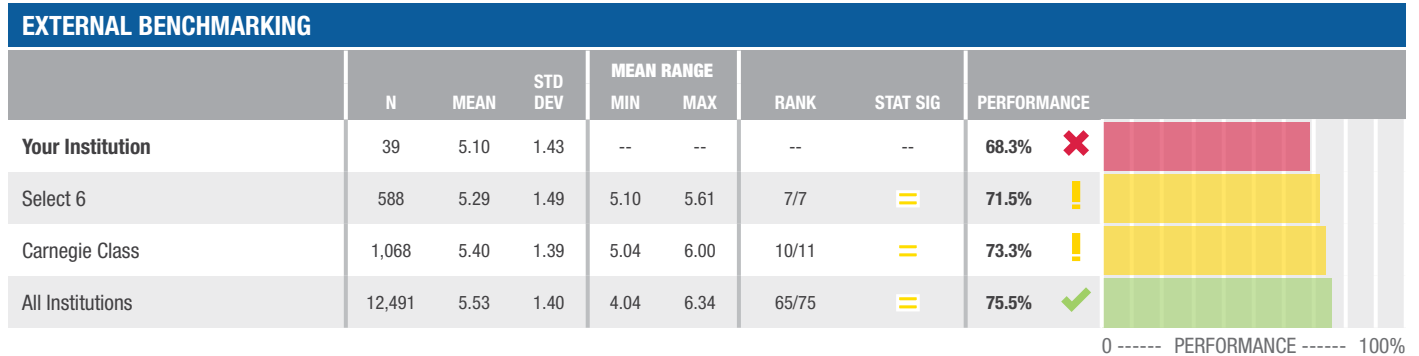 EXTERNAL BENCHMARKING
N MEAN STD DEV MEAN RANGE MIN MAX RANK STAT SIG PERFORMANCE
Your Institution 39 5.10 1.43 -- -- -- -- 68.3%
Select 6 588 5.29 1.49 5.10 5.61 7/7 = 71.5% !
Carnegie Class 1,068 5.40 1.39 5.04 6.00 10/11 = 73.3% !
All Institutions 12,491 5.53 1.40 4.04 6.34 65/75 = 75.5%
0 ------ PERFORMANCE ------ 100%